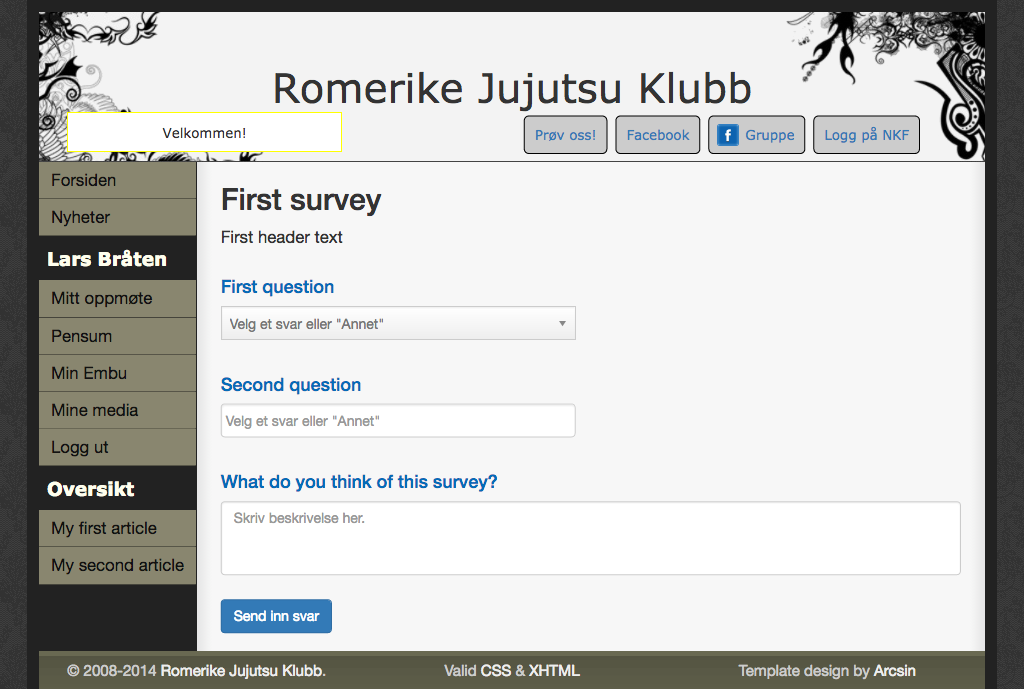 Romerike Jujutsu Klubb
Velkommen!
Prøv oss!
Facebook
f Gruppe
Logg på NKF
Forsiden
Nyheter
Lars Bråten
Mitt oppmøte
Pensum
Min Embu
Mine media
Logg ut
Oversikt
My first article
My second article
First survey
First header text
First question
Velg et svar eller "Annet"
Second question
Velg et svar eller "Annet"
What do you think of this survey?
Skriv beskrivelse her.
Send inn svar
© 2008-2014 Romerike Jujutsu Klubb.
Valid CSS & XHTML
Template design by Arcsin